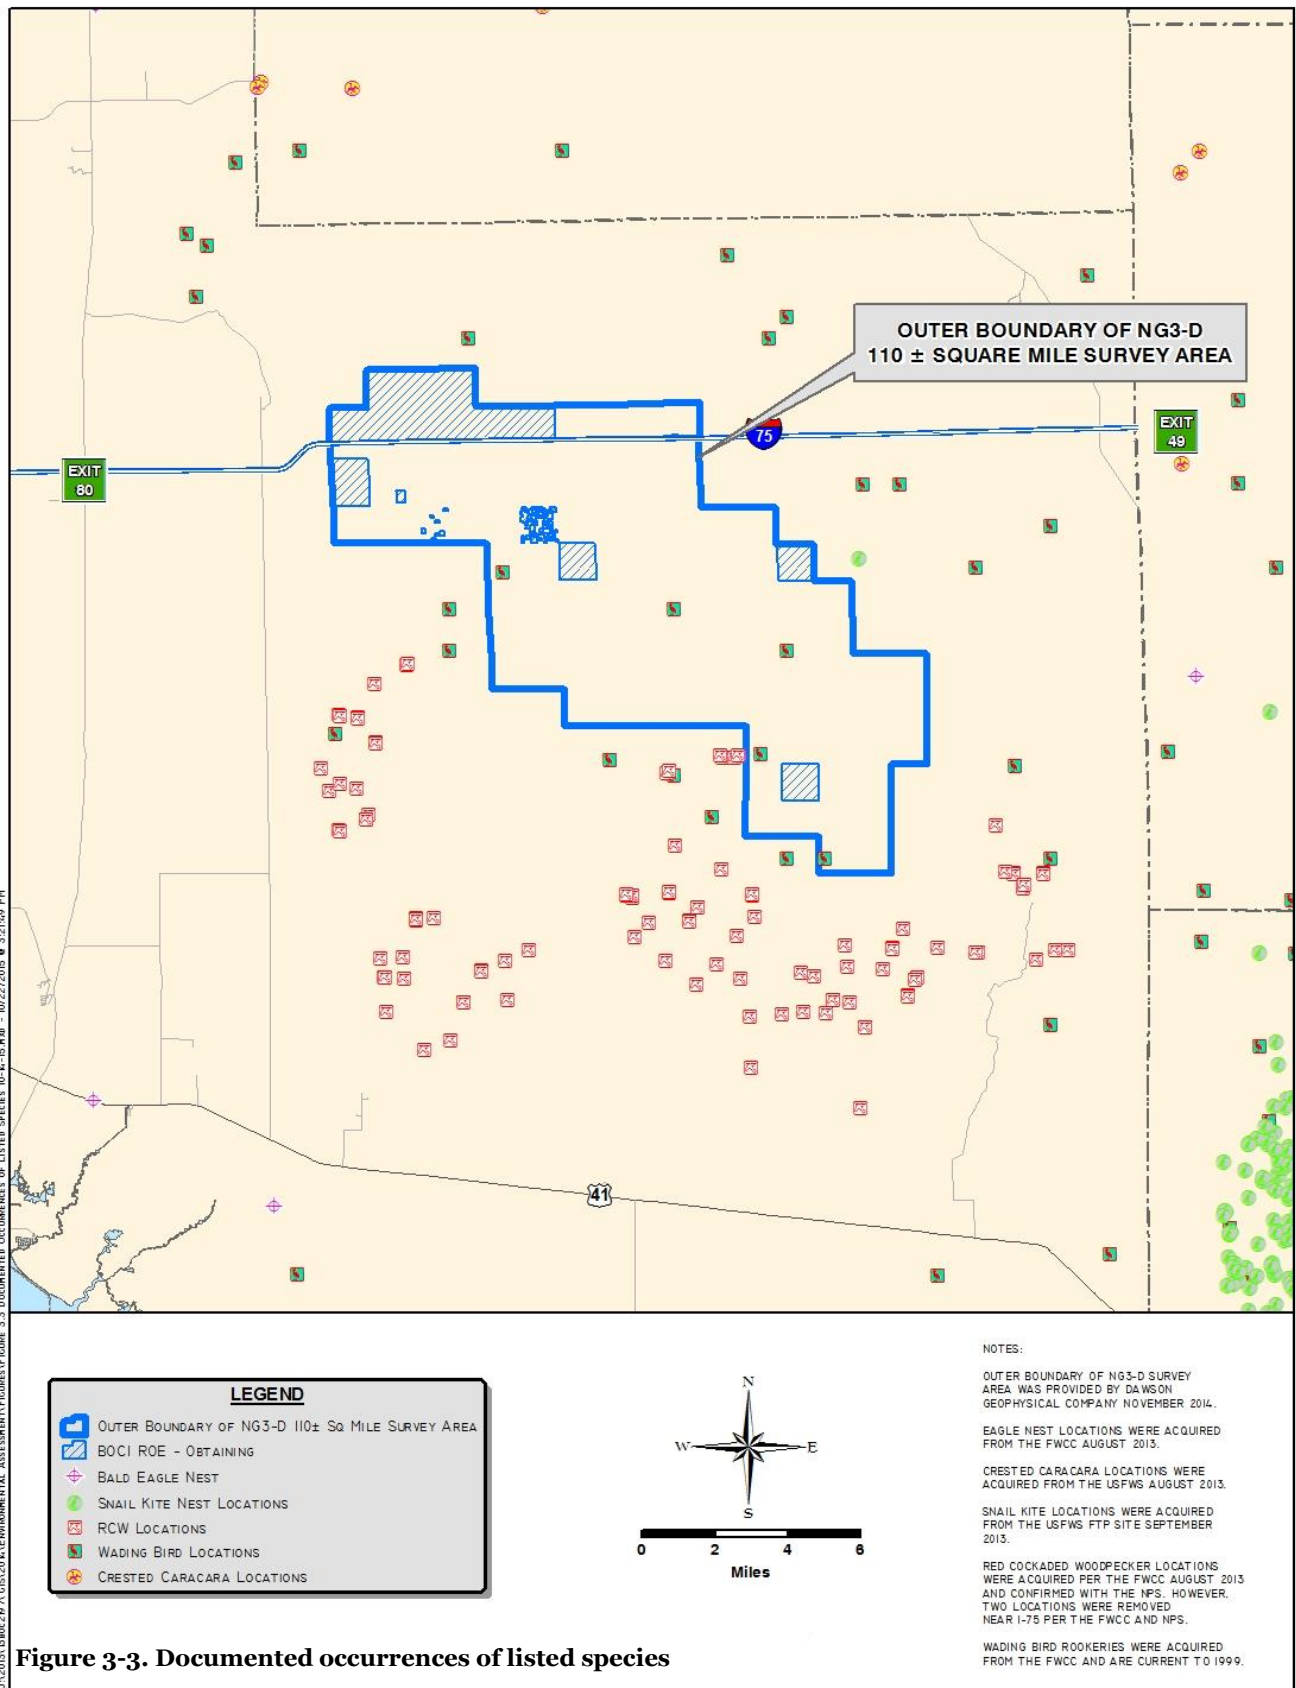 OUTER BOUNDARY OF NG3-D
110 ± SQUARE MILE SURVEY AREA
75
EXIT
49
EXIT
80
41
LEGEND
OUTER BOUNDARY OF NG3-D 110± SQ MILE SURVEY AREA
BOCI ROE - OBTAINING
BALD EAGLE NEST
SNAIL KITE NEST LOCATIONS
RCW LOCATIONS
WADING BIRD LOCATIONS
CRESTED CARACARA LOCATIONS
N
W E
S
0 2 4 6
Miles
NOTES:
OUTER BOUNDARY OF NG3-D SURVEY
AREA WAS PROVIDED BY DAWSON
GEOPHYSICAL COMPANY NOVEMBER 2014.
EAGLE NEST LOCATIONS WERE ACQUIRED
FROM THE FWCC AUGUST 2013.
CRESTED CARACARA LOCATIONS WERE
ACQUIRED FROM THE USFWS AUGUST 2013.
SNAIL KITE LOCATIONS WERE ACQUIRED
FROM THE USFWS FTP SITE SEPTEMBER
2013.
RED COCKADED WOODPECKER LOCATIONS
WERE ACQUIRED PER THE FWCC AUGUST 2013
AND CONFIRMED WITH THE NPS. HOWEVER,
TWO LOCATIONS WERE REMOVED
NEAR I-75 PER THE FWCC AND NPS.
WADING BIRD ROOKERIES WERE ACQUIRED
FROM THE FWCC AND ARE CURRENT TO 1999.
Figure 3-3. Documented occurrences of listed species